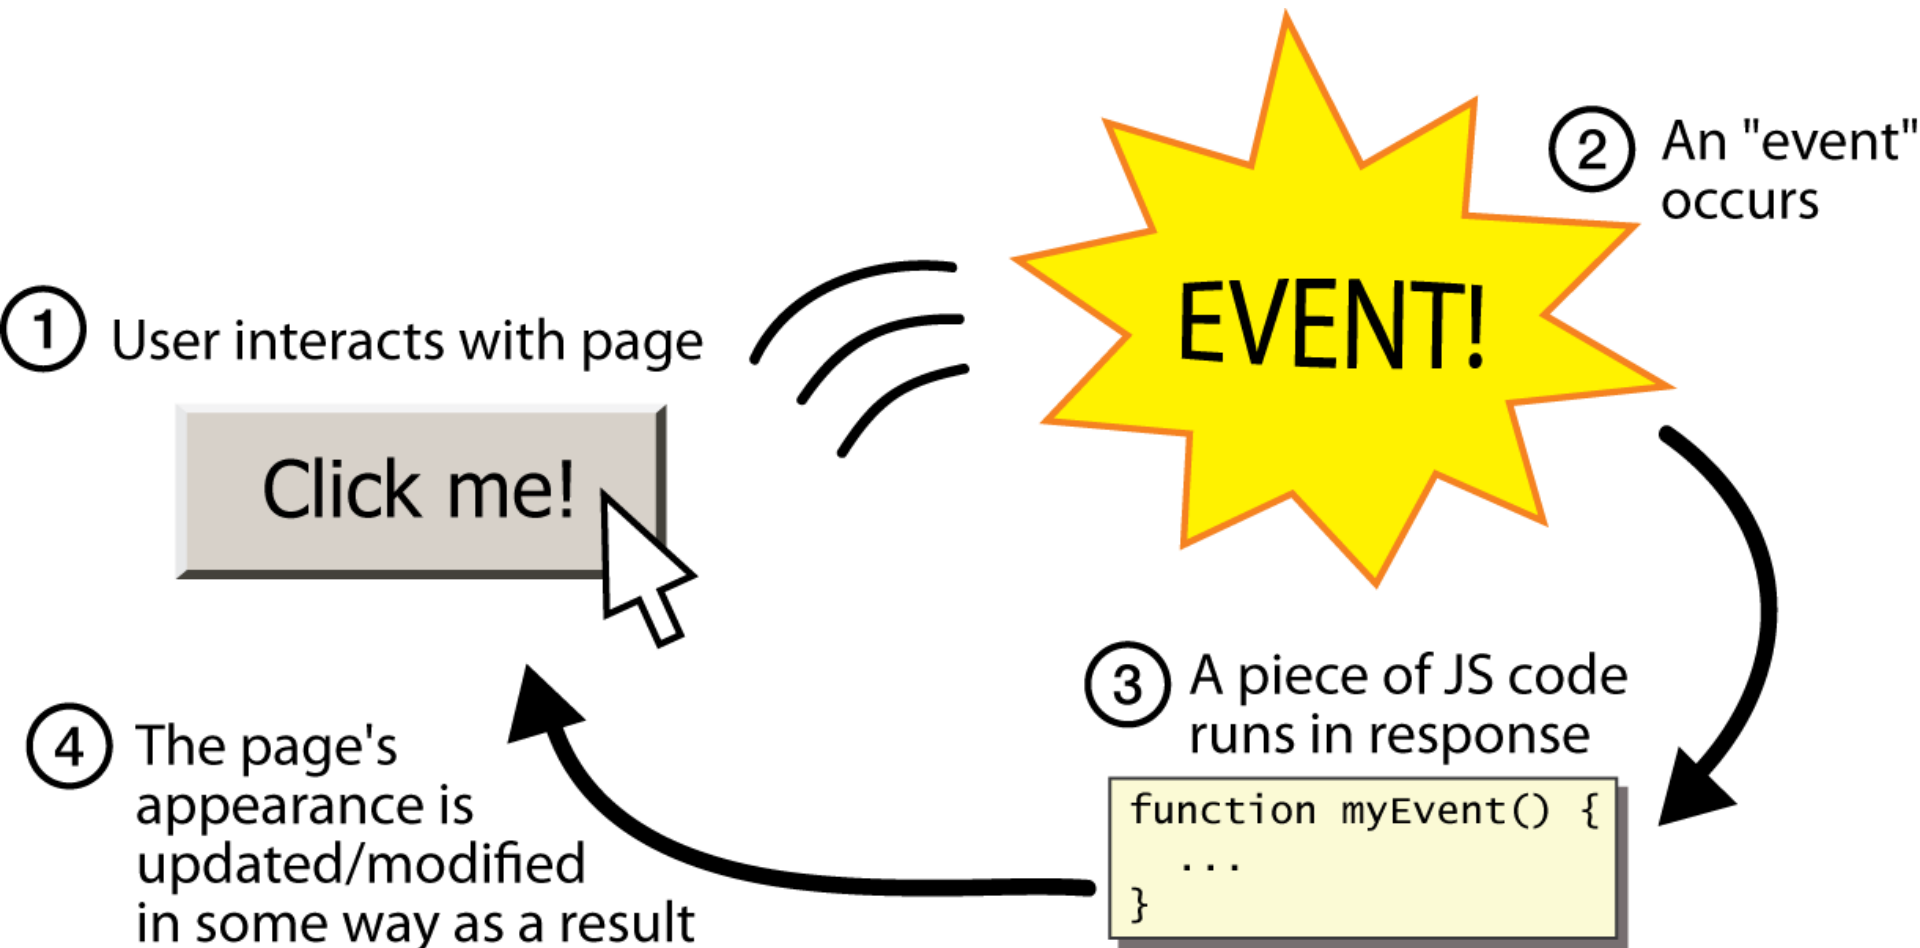 1 User interacts with page
Click me!
EVENT!
2 An "event"
occurs
3 A piece of JS code
runs in response
function myEvent() {
...
}
4 The page's
appearance is
updated/modified
in some way as a result